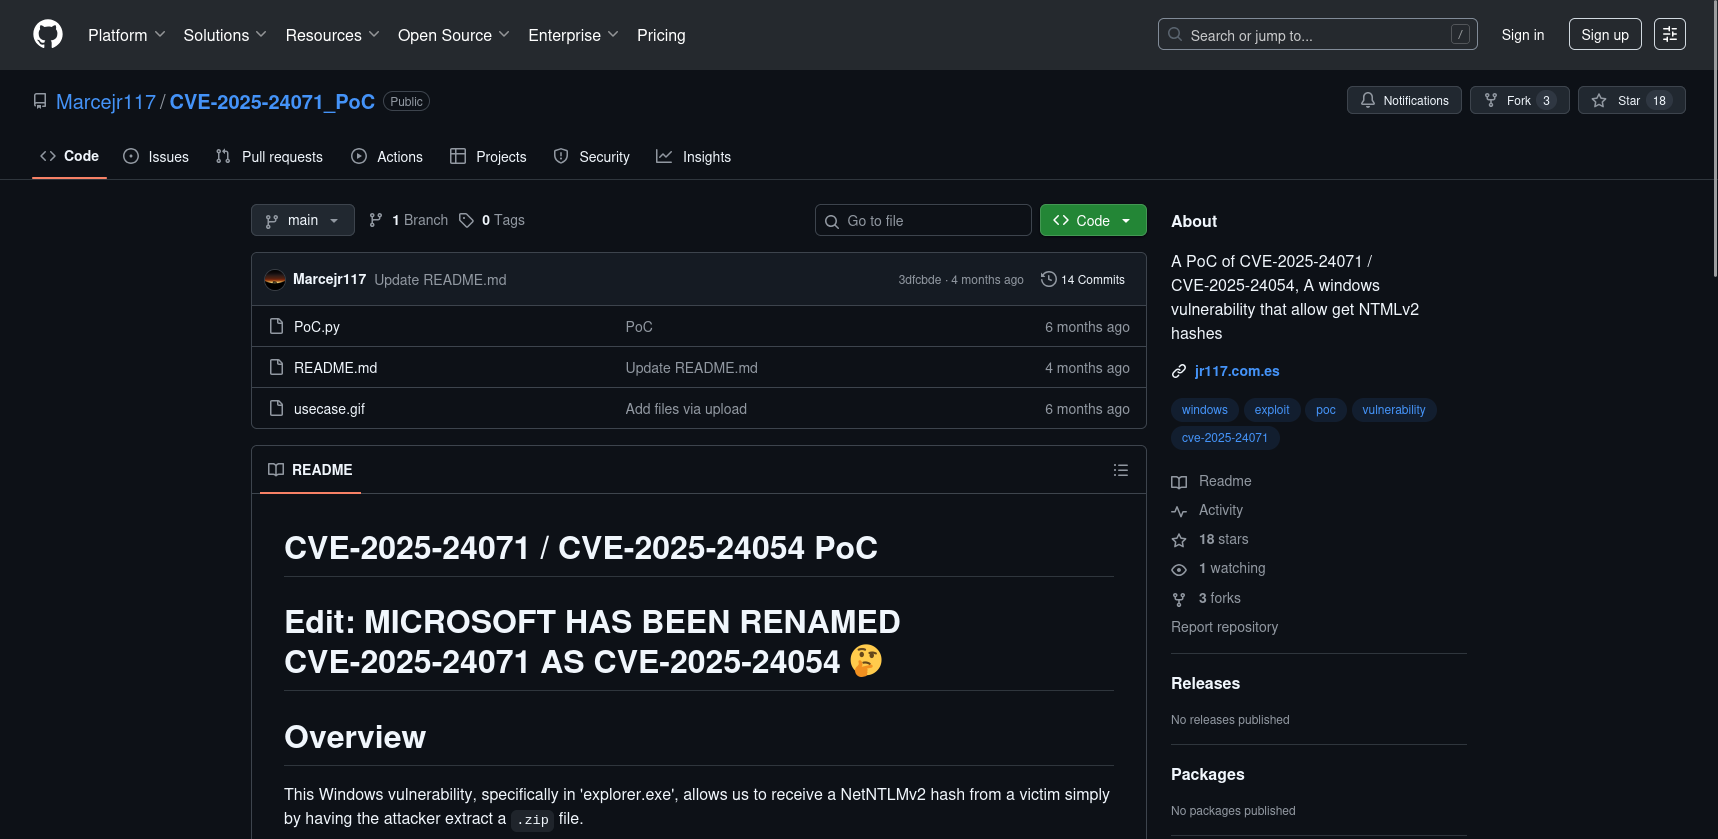 Platform Solutions Resources Open Source Enterprise Pricing Search or jump to... / Sign in Sign up
Marcejr117 / CVE-2025-24071_PoC Public Notifications Fork 3 Star 18
Code Issues Pull requests Actions Projects Security Insights
main 1 Branch 0 Tags Go to file Code
Marcejr117 Update README.md 3dfcbde · 4 months ago 14 Commits
PoC.py PoC 6 months ago
README.md Update README.md 4 months ago
usecase.gif Add files via upload 6 months ago
README
CVE-2025-24071 / CVE-2025-24054 PoC
Edit: MICROSOFT HAS BEEN RENAMED
CVE-2025-24071 AS CVE-2025-24054 🤔
Overview
This Windows vulnerability, specifically in 'explorer.exe', allows us to receive a NetNTLMv2 hash from a victim simply
by having the attacker extract a .zip file.
About
A PoC of CVE-2025-24071 /
CVE-2025-24054, A windows
vulnerability that allow get NTMLv2
hashes
jr117.com.es
windows exploit poc vulnerability
cve-2025-24071
Readme
Activity
18 stars
1 watching
3 forks
Report repository
Releases
No releases published
Packages
No packages published